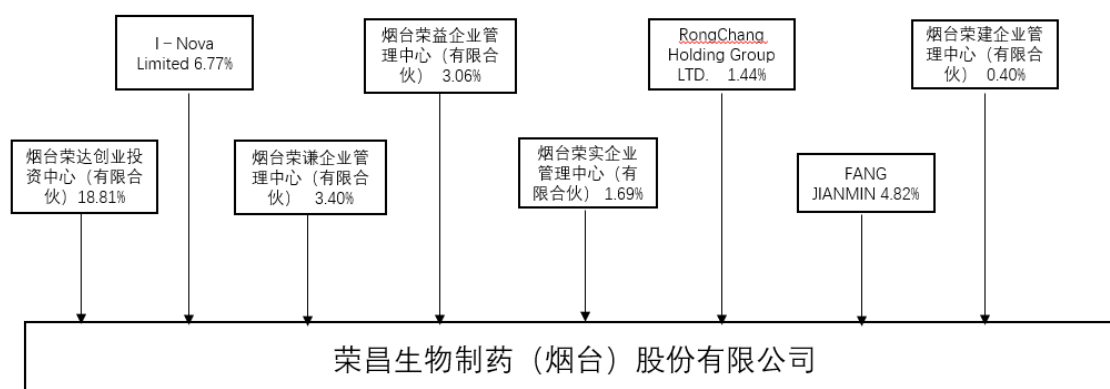 I－Nova
Limited 6.77%
烟台荣益企业管
理中心（有限合
伙） 3.06%
RongChang
Holding Group
LTD. 1.44%
烟台荣建企业管
理中心（有限合
伙） 0.40%
烟台荣达创业投
资中心（有限合
伙）18.81%
烟台荣谦企业管
理中心（有限合
伙） 3.40%
烟台荣实企业
管理中心（有
限合伙）1.69%
FANG
JIANMIN 4.82%
荣昌生物制药（烟台）股份有限公司